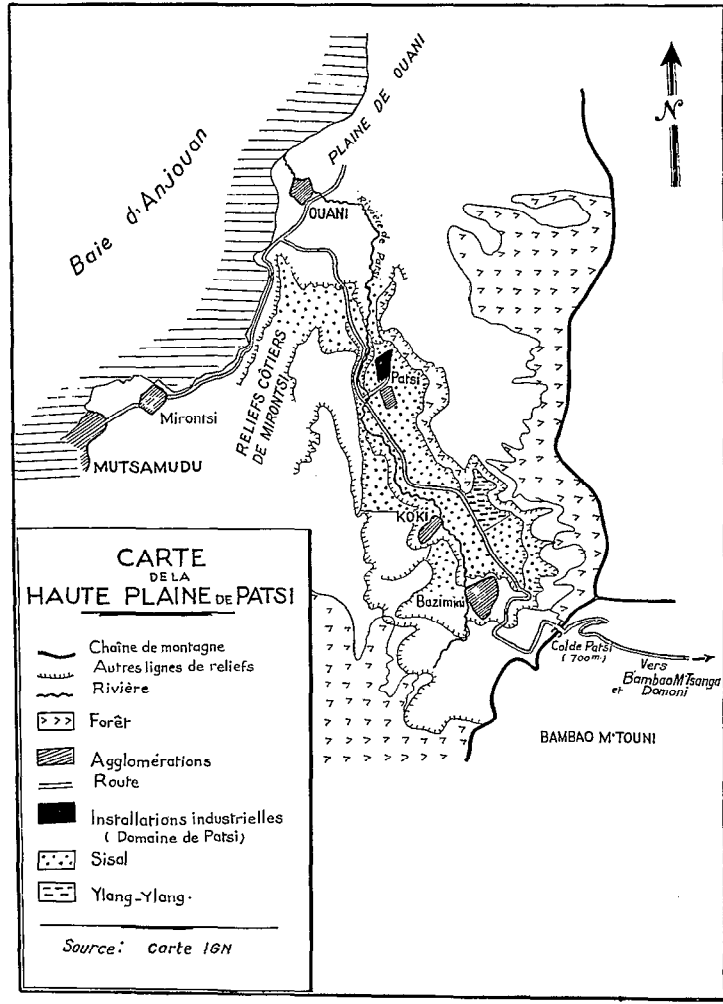 N
PLAINE DE OUANI
Baie d'Anjouan
OUANI
Rivière de Patsi
RELIEFS CÔTIERS
DE MIRONTSI
Patsi
Mirontsi
MUTSAMUDU
KOKI
Bazimini
Col de Patsi
(700m.)
Vers
Bambao M'Tsanga
et Domoni
BAMBAO M'TOUNI
CARTE
DE LA
HAUTE PLAINE DE PATSI
Chaîne de montagne
Autres lignes de reliefs
Rivière
Forêt
Agglomérations
Route
Installations industrielles
( Domaine de Patsi)
Sisal
Ylang-Ylang.
Source: Carte IGN